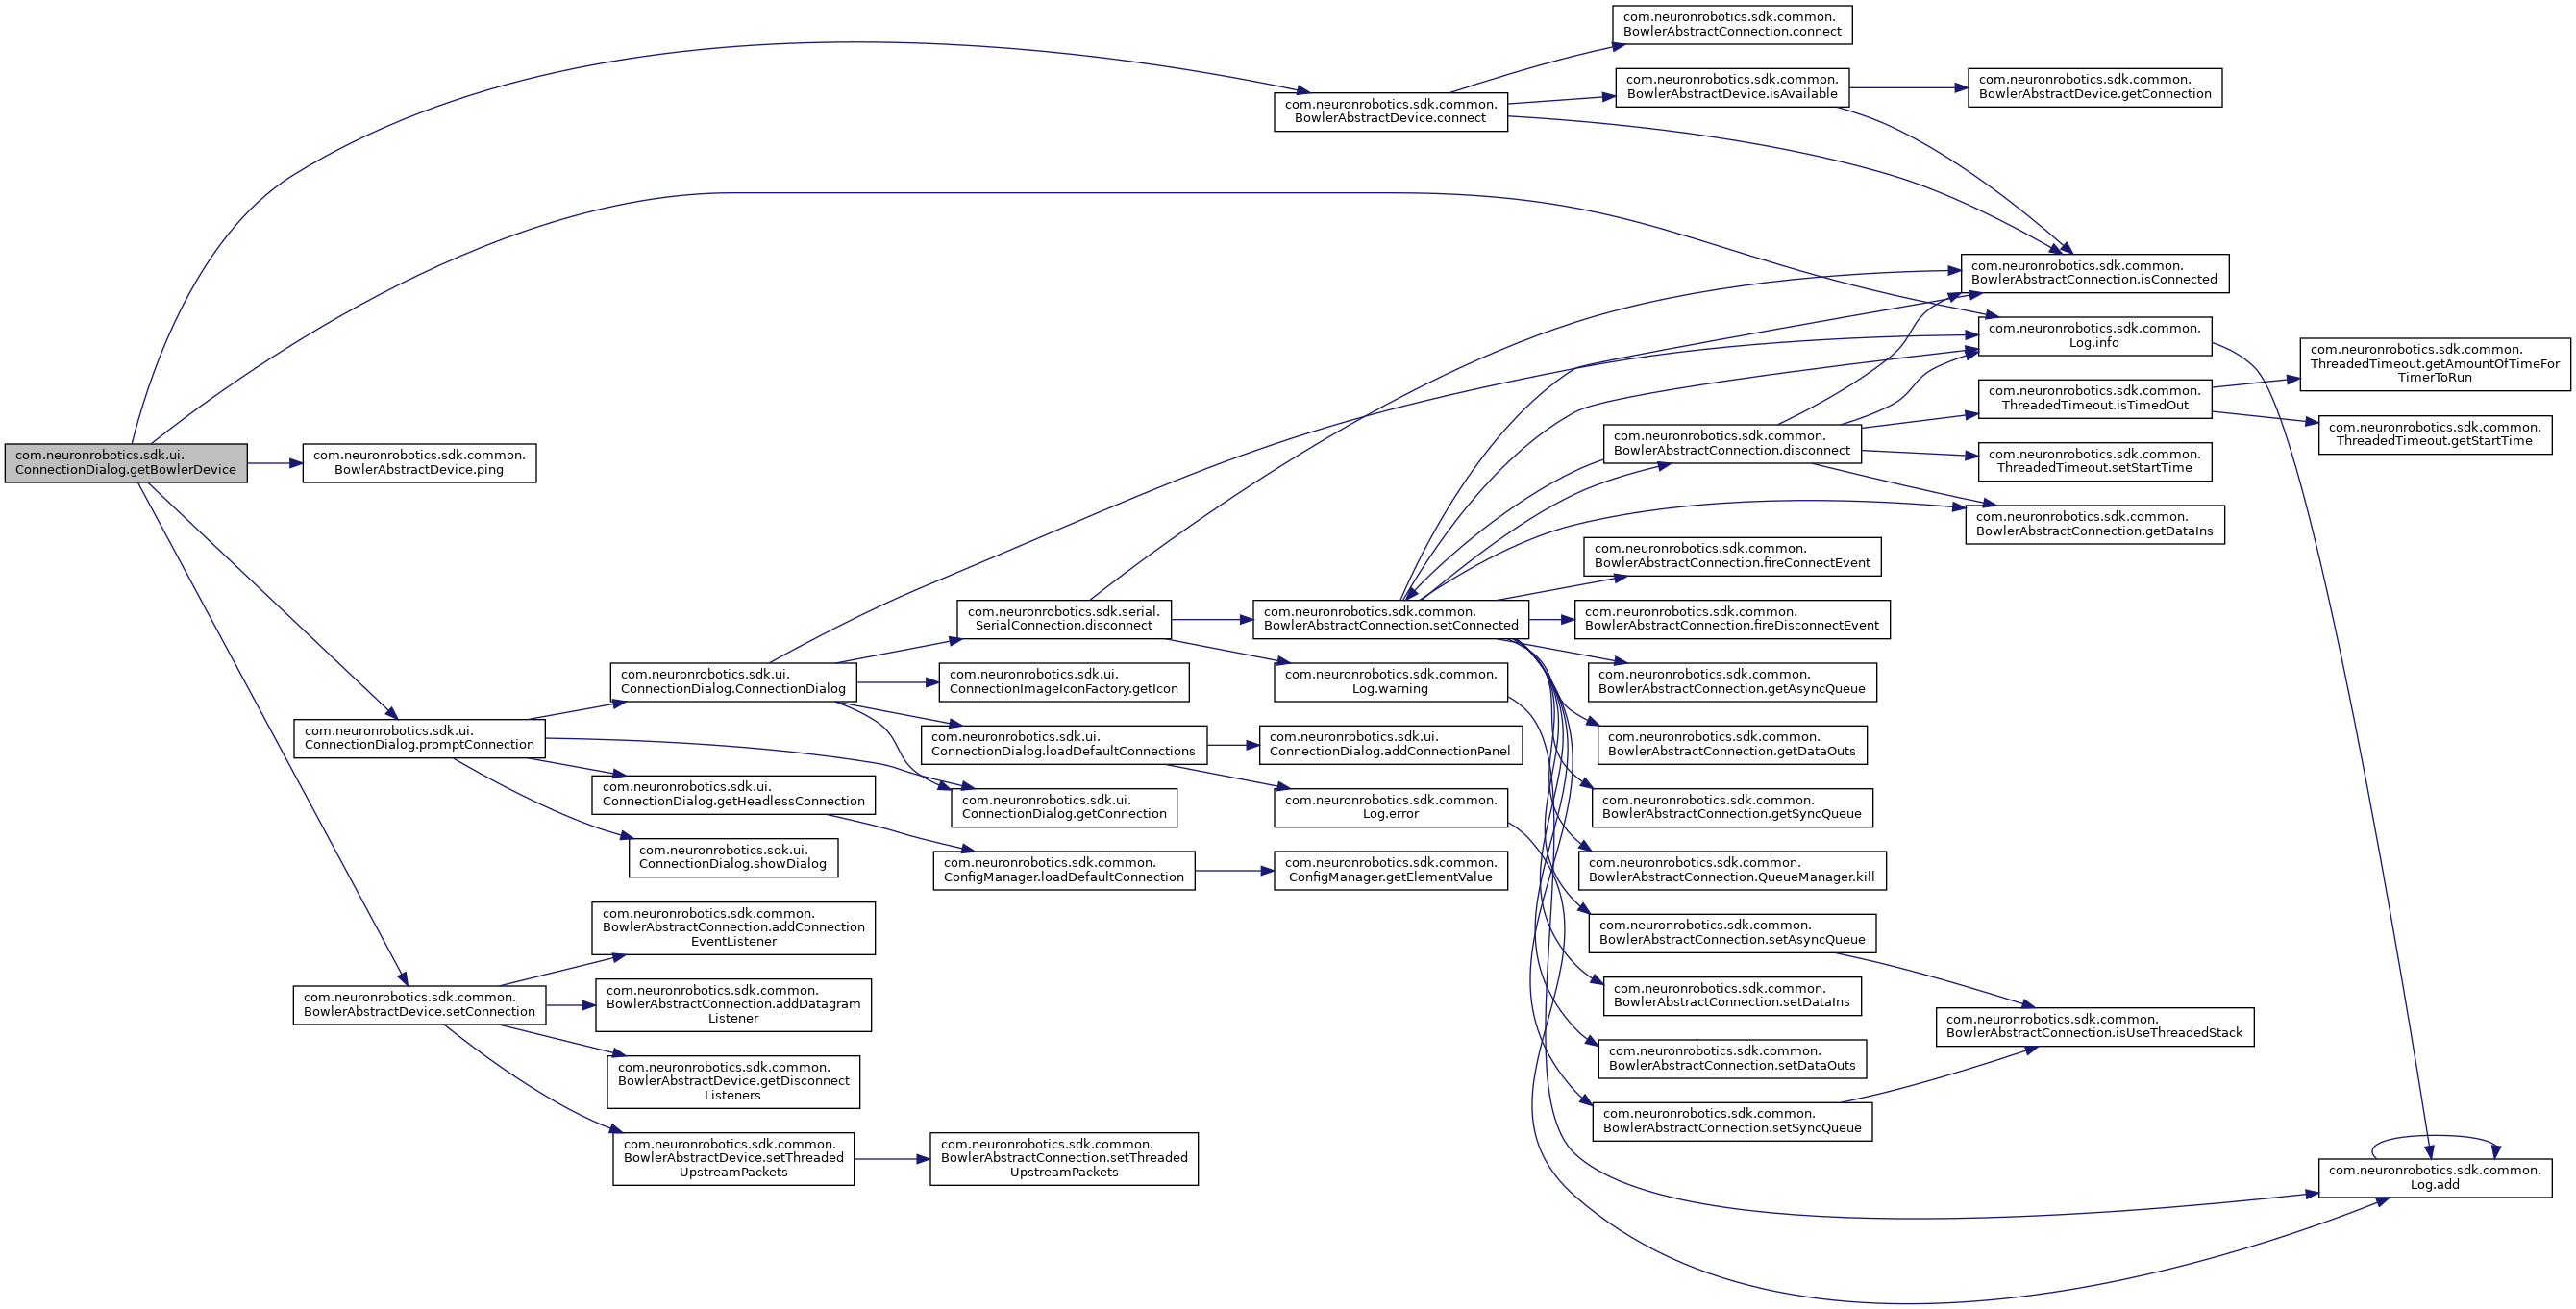 com.neuronrobotics.sdk.ui.
ConnectionDialog.getBowlerDevice
com.neuronrobotics.sdk.common.
BowlerAbstractDevice.ping
com.neuronrobotics.sdk.ui.
ConnectionDialog.promptConnection
com.neuronrobotics.sdk.common.
BowlerAbstractDevice.setConnection
com.neuronrobotics.sdk.ui.
ConnectionDialog.ConnectionDialog
com.neuronrobotics.sdk.ui.
ConnectionDialog.getHeadlessConnection
com.neuronrobotics.sdk.ui.
ConnectionDialog.showDialog
com.neuronrobotics.sdk.common.
BowlerAbstractConnection.addConnection
EventListener
com.neuronrobotics.sdk.common.
BowlerAbstractConnection.addDatagram
Listener
com.neuronrobotics.sdk.common.
BowlerAbstractDevice.getDisconnect
Listeners
com.neuronrobotics.sdk.common.
BowlerAbstractDevice.setThreaded
UpstreamPackets
com.neuronrobotics.sdk.serial.
SerialConnection.disconnect
com.neuronrobotics.sdk.ui.
ConnectionImageIconFactory.getIcon
com.neuronrobotics.sdk.ui.
ConnectionDialog.loadDefaultConnections
com.neuronrobotics.sdk.ui.
ConnectionDialog.getConnection
com.neuronrobotics.sdk.common.
ConfigManager.loadDefaultConnection
com.neuronrobotics.sdk.common.
BowlerAbstractConnection.setThreaded
UpstreamPackets
com.neuronrobotics.sdk.common.
BowlerAbstractDevice.connect
com.neuronrobotics.sdk.common.
BowlerAbstractConnection.setConnected
com.neuronrobotics.sdk.common.
Log.warning
com.neuronrobotics.sdk.ui.
ConnectionDialog.addConnectionPanel
com.neuronrobotics.sdk.common.
Log.error
com.neuronrobotics.sdk.common.
ConfigManager.getElementValue
com.neuronrobotics.sdk.common.
BowlerAbstractConnection.connect
com.neuronrobotics.sdk.common.
BowlerAbstractDevice.isAvailable
com.neuronrobotics.sdk.common.
BowlerAbstractConnection.disconnect
com.neuronrobotics.sdk.common.
BowlerAbstractConnection.fireConnectEvent
com.neuronrobotics.sdk.common.
BowlerAbstractConnection.fireDisconnectEvent
com.neuronrobotics.sdk.common.
BowlerAbstractConnection.getAsyncQueue
com.neuronrobotics.sdk.common.
BowlerAbstractConnection.getDataOuts
com.neuronrobotics.sdk.common.
BowlerAbstractConnection.getSyncQueue
com.neuronrobotics.sdk.common.
BowlerAbstractConnection.QueueManager.kill
com.neuronrobotics.sdk.common.
BowlerAbstractConnection.setAsyncQueue
com.neuronrobotics.sdk.common.
BowlerAbstractConnection.setDataIns
com.neuronrobotics.sdk.common.
BowlerAbstractConnection.setDataOuts
com.neuronrobotics.sdk.common.
BowlerAbstractConnection.setSyncQueue
com.neuronrobotics.sdk.common.
BowlerAbstractDevice.getConnection
com.neuronrobotics.sdk.common.
BowlerAbstractConnection.isConnected
com.neuronrobotics.sdk.common.
Log.info
com.neuronrobotics.sdk.common.
ThreadedTimeout.isTimedOut
com.neuronrobotics.sdk.common.
ThreadedTimeout.setStartTime
com.neuronrobotics.sdk.common.
BowlerAbstractConnection.getDataIns
com.neuronrobotics.sdk.common.
BowlerAbstractConnection.isUseThreadedStack
com.neuronrobotics.sdk.common.
ThreadedTimeout.getAmountOfTimeFor
TimerToRun
com.neuronrobotics.sdk.common.
ThreadedTimeout.getStartTime
com.neuronrobotics.sdk.common.
Log.add